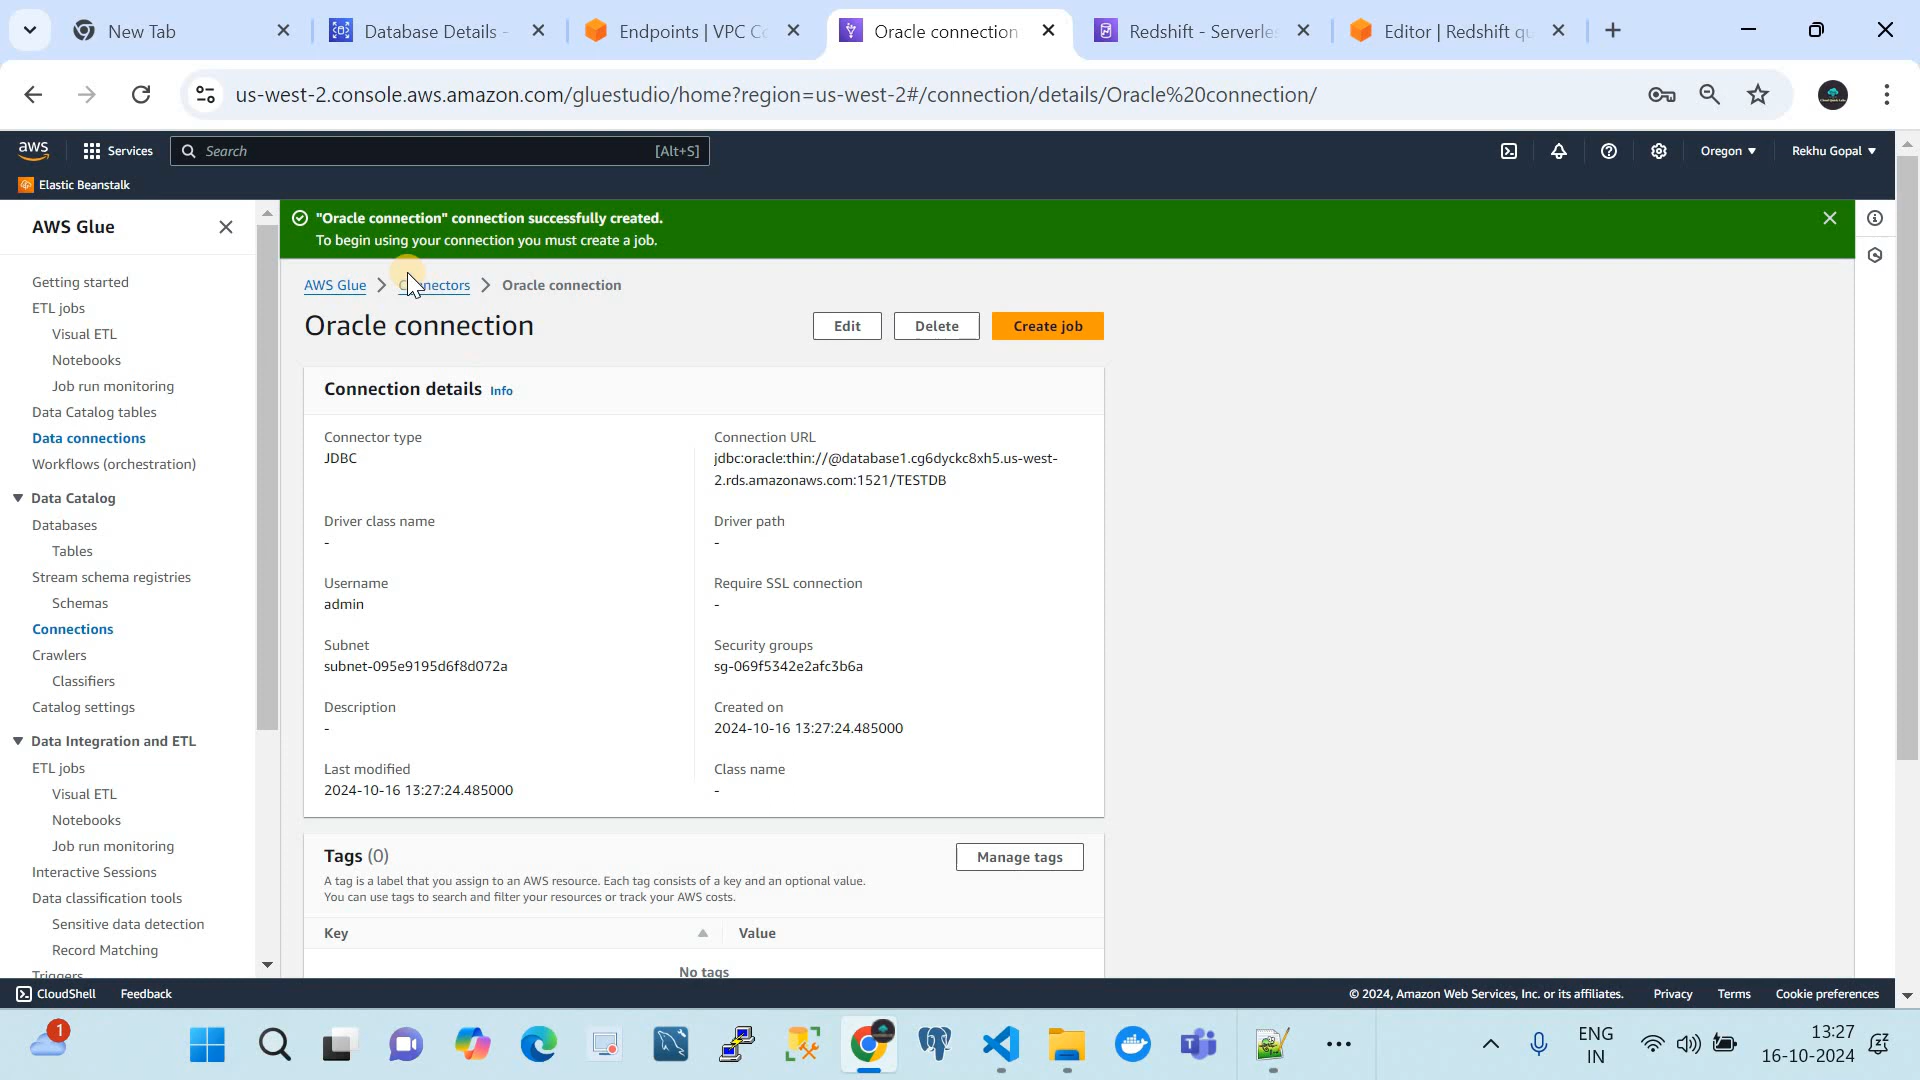 New Tab
Database Details -
Endpoints | VPC Co
Oracle connection
Redshift - Serverles
Editor | Redshift qu
us-west-2.console.aws.amazon.com/gluestudio/home?region=us-west-2#/connection/details/Oracle%20connection/
aws
Services
Search
[Alt+S]
Oregon
Rekhu Gopal
Elastic Beanstalk
AWS Glue
Getting started
ETL jobs
Visual ETL
Notebooks
Job run monitoring
Data Catalog tables
Data connections
Workflows (orchestration)
Data Catalog
Databases
Tables
Stream schema registries
Schemas
Connections
Crawlers
Classifiers
Catalog settings
Data Integration and ETL
ETL jobs
Visual ETL
Notebooks
Job run monitoring
Interactive Sessions
Data classification tools
Sensitive data detection
Record Matching
Triggers
"Oracle connection" connection successfully created.
To begin using your connection you must create a job.
AWS Glue
Connectors
Oracle connection
Oracle connection
Edit
Delete
Create job
Connection details Info
Connector type
JDBC
Connection URL
jdbc:oracle:thin://@database1.cg6dyckc8xh5.us-west-
2.rds.amazonaws.com:1521/TESTDB
Driver class name
-
Driver path
-
Username
admin
Require SSL connection
-
Subnet
subnet-095e9195d6f8d072a
Security groups
sg-069f5342e2afc3b6a
Description
-
Created on
2024-10-16 13:27:24.485000
Last modified
2024-10-16 13:27:24.485000
Class name
-
Tags (0)
Manage tags
A tag is a label that you assign to an AWS resource. Each tag consists of a key and an optional value.
You can use tags to search and filter your resources or track your AWS costs.
Key
Value
No tags
CloudShell
Feedback
© 2024, Amazon Web Services, Inc. or its affiliates.
Privacy
Terms
Cookie preferences
1
ENG
IN
13:27
16-10-2024